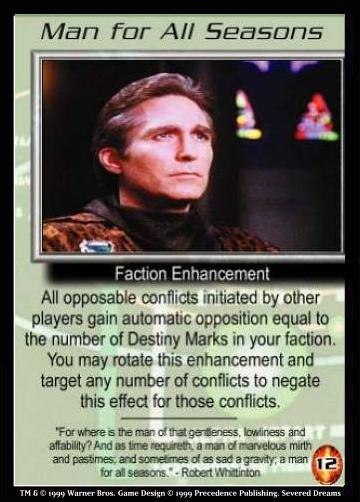 Man for All Seasons
Faction Enhancement
All opposable conflicts initiated by other
players gain automatic opposition equal to
the number of Destiny Marks in your faction.
You may rotate this enhancement and
target any number of conflicts to negate
this effect for those conflicts.
"For where is the man of that gentleness, lowliness and
affability? And as time requireth, a man of marvelous mirth
and pastimes; and sometimes of as sad a gravity; a man
for all seasons." - Robert Whittinton
12
TM & © 1999 Warner Bros. Game Design © 1999 Precedence Publishing. Severed Dreams